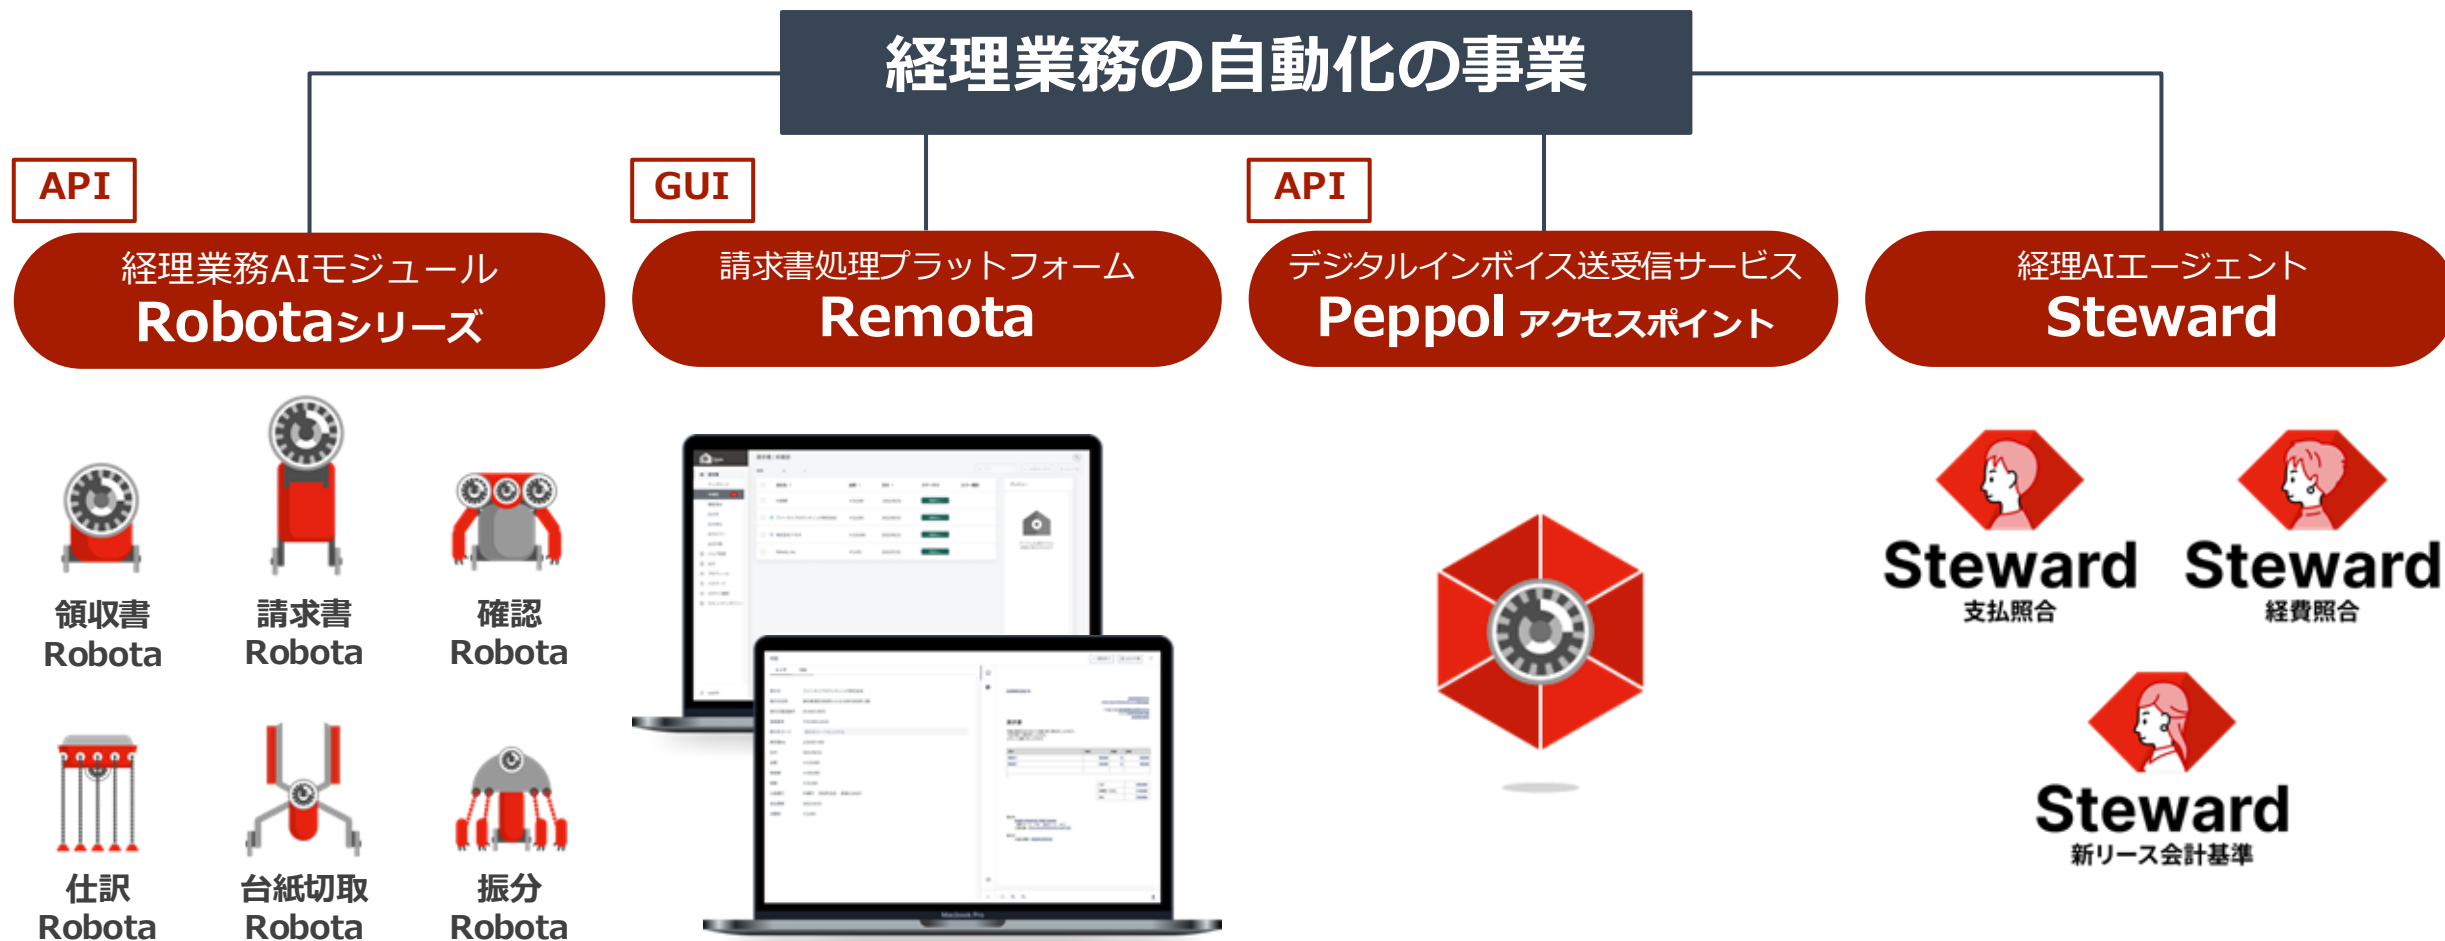 経理業務の自動化の事業
API
経理業務AIモジュール
Robotaシリーズ
領収書
Robota
請求書
Robota
確認
Robota
仕訳
Robota
台紙切取
Robota
振分
Robota
GUI
請求書処理プラットフォーム
Remota
Macbook Pro
API
デジタルインボイス送受信サービス
Peppol アクセスポイント
経理AIエージェント
Steward
Steward
支払照合
Steward
経費照合
Steward
新リース会計基準